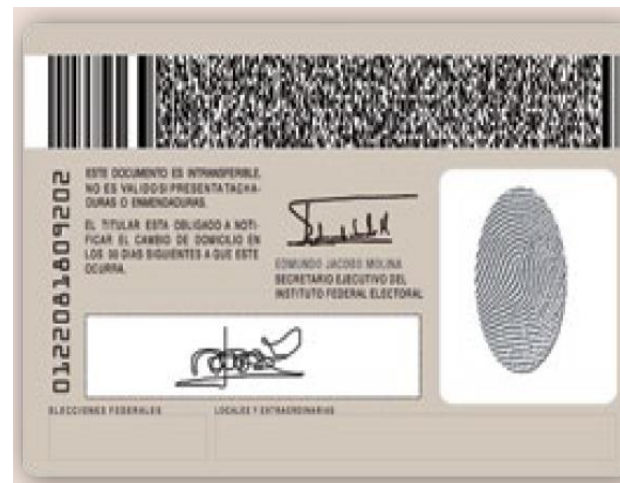 ESTE DOCUMENTO ES INTRANSFERIBLE,
NO ES VALIDO SI PRESENTA TACHA-
DURAS O ENMENDADURAS.
EL TITULAR ESTA OBLIGADO A NOTI-
FICAR EL CAMBIO DE DOMICILIO EN
LOS 30 DIAS SIGUIENTES A QUE ESTE
OCURRA.
EDMUNDO JACOBO MOLINA
SECRETARIO EJECUTIVO DEL
INSTITUTO FEDERAL ELECTORAL
0122081809202
ELECCIONES FEDERALES
LOCALES Y EXTRAORDINARIAS